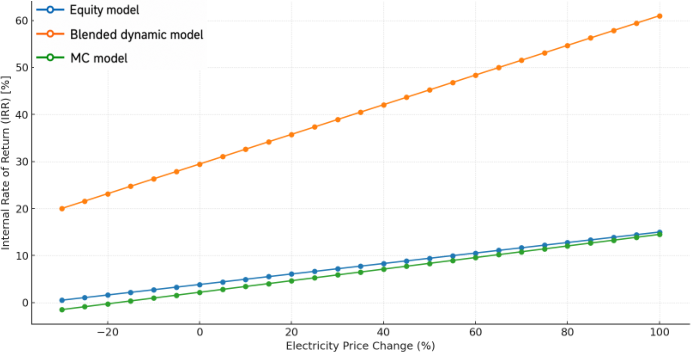 Equity model
Blended dynamic model
MC model
Internal Rate of Return (IRR) [%]
60
50
40
30
20
10
0
−20
0
20
40
60
80
100
Electricity Price Change (%)